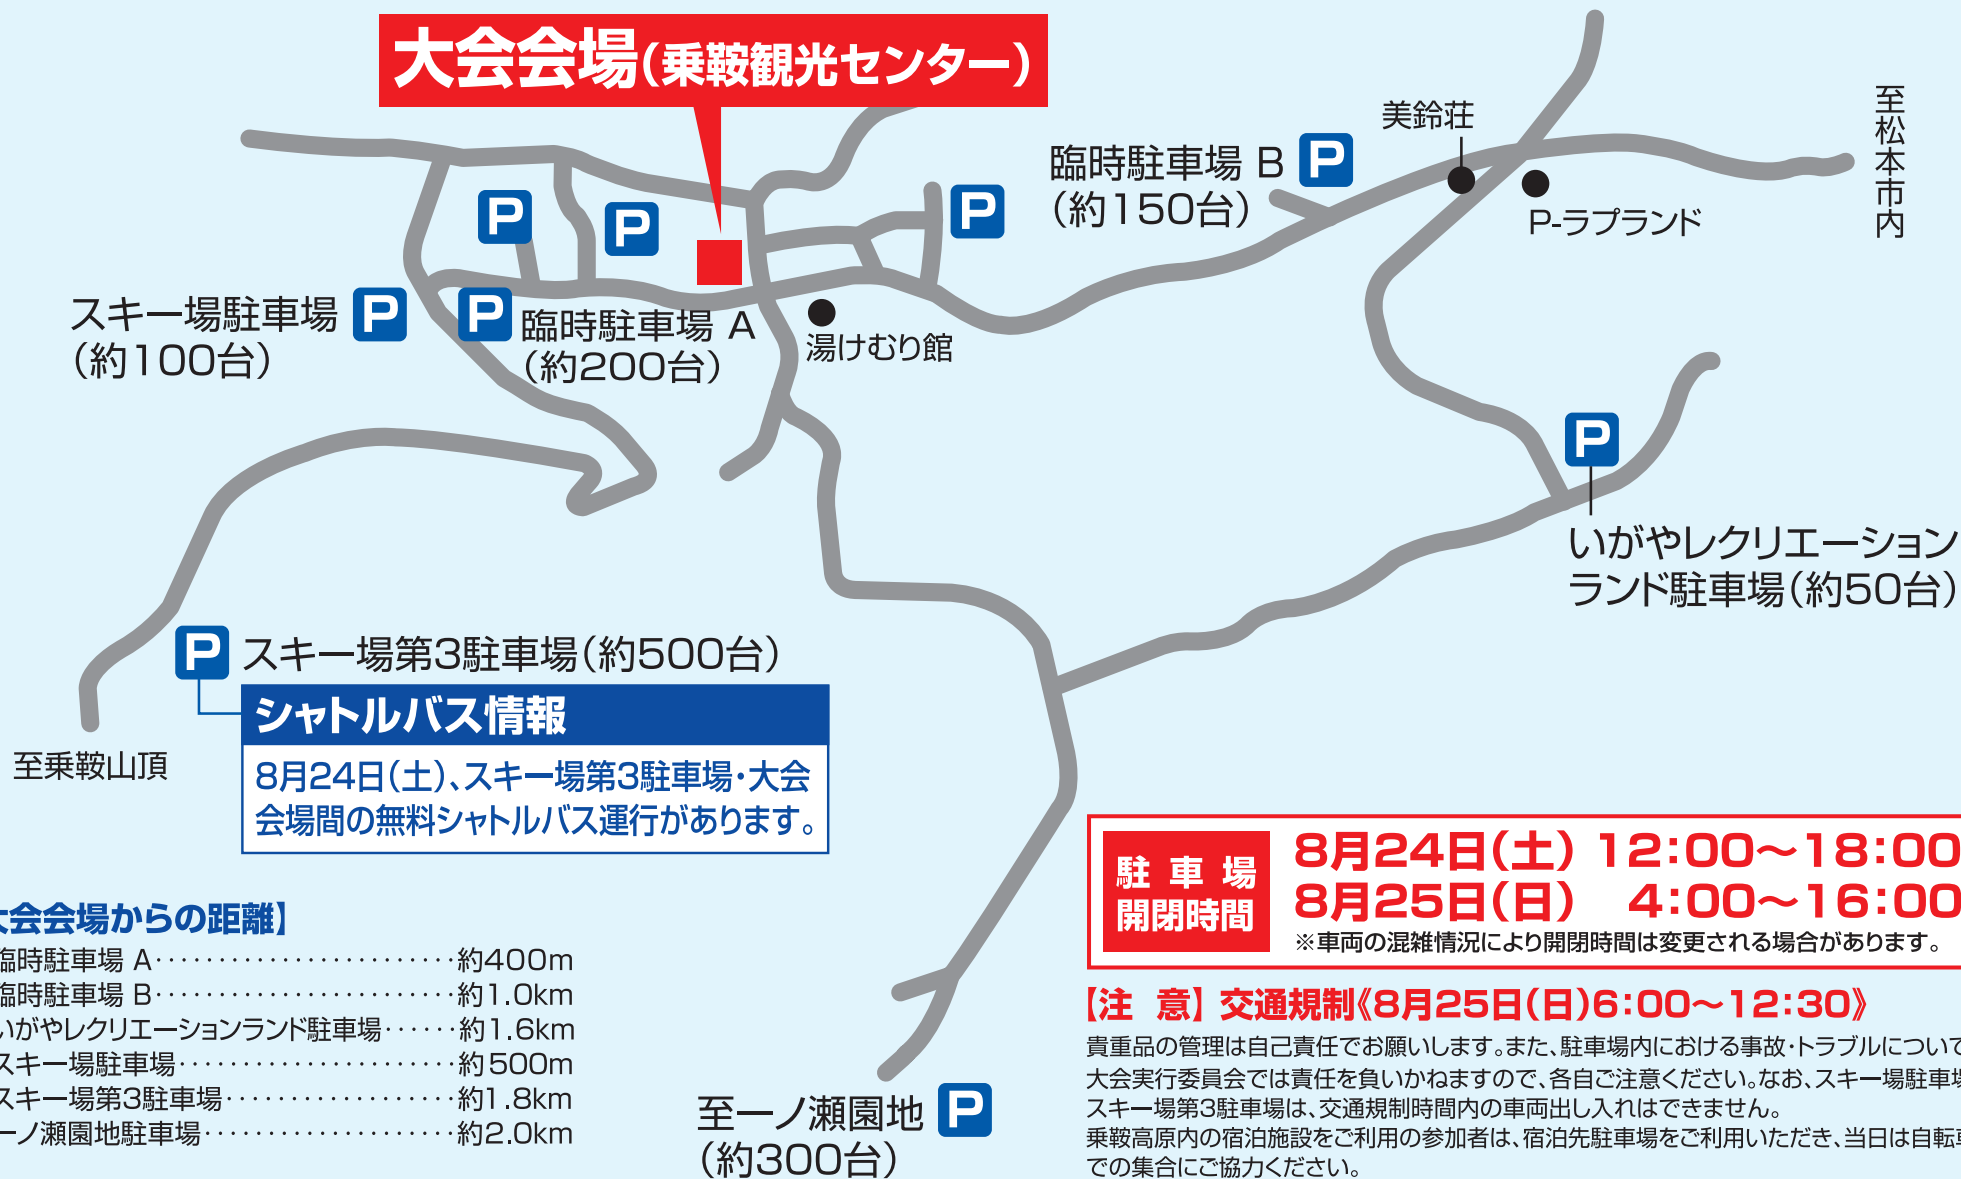 大会会場(乗鞍観光センター)
美鈴荘
至松本市内
臨時駐車場 B P
(約150台)
P-ラプランド
P
P
P
スキー場駐車場 P
(約100台)
P 臨時駐車場 A
(約200台)
湯けむり館
P
いがやレクリエーション
ランド駐車場(約50台)
P スキー場第3駐車場(約500台)
シャトルバス情報
8月24日(土)、スキー場第3駐車場・大会
会場間の無料シャトルバス運行があります。
至乗鞍山頂
駐車場
開閉時間
8月24日(土) 12:00～18:00
8月25日(日) 4:00～16:00
※車両の混雑情況により開閉時間は変更される場合があります。
大会会場からの距離】
臨時駐車場 A・・・・・・・・・・・・・・・・・・・・・・・約400m
臨時駐車場 B・・・・・・・・・・・・・・・・・・・・・・・約1.0km
いがやレクリエーションランド駐車場・・・・・・約1.6km
スキー場駐車場・・・・・・・・・・・・・・・・・・・・・約500m
スキー場第3駐車場・・・・・・・・・・・・・・・・・・約1.8km
一ノ瀬園地駐車場・・・・・・・・・・・・・・・・・・・約2.0km
至一ノ瀬園地 P
(約300台)
【注 意】交通規制《8月25日(日)6:00～12:30》
貴重品の管理は自己責任でお願いします。また、駐車場内における事故・トラブルについて
大会実行委員会では責任を負いかねますので、各自ご注意ください。なお、スキー場駐車場
スキー場第3駐車場は、交通規制時間内の車両出し入れはできません。
乗鞍高原内の宿泊施設をご利用の参加者は、宿泊先駐車場をご利用いただき、当日は自転車
での集合にご協力ください。